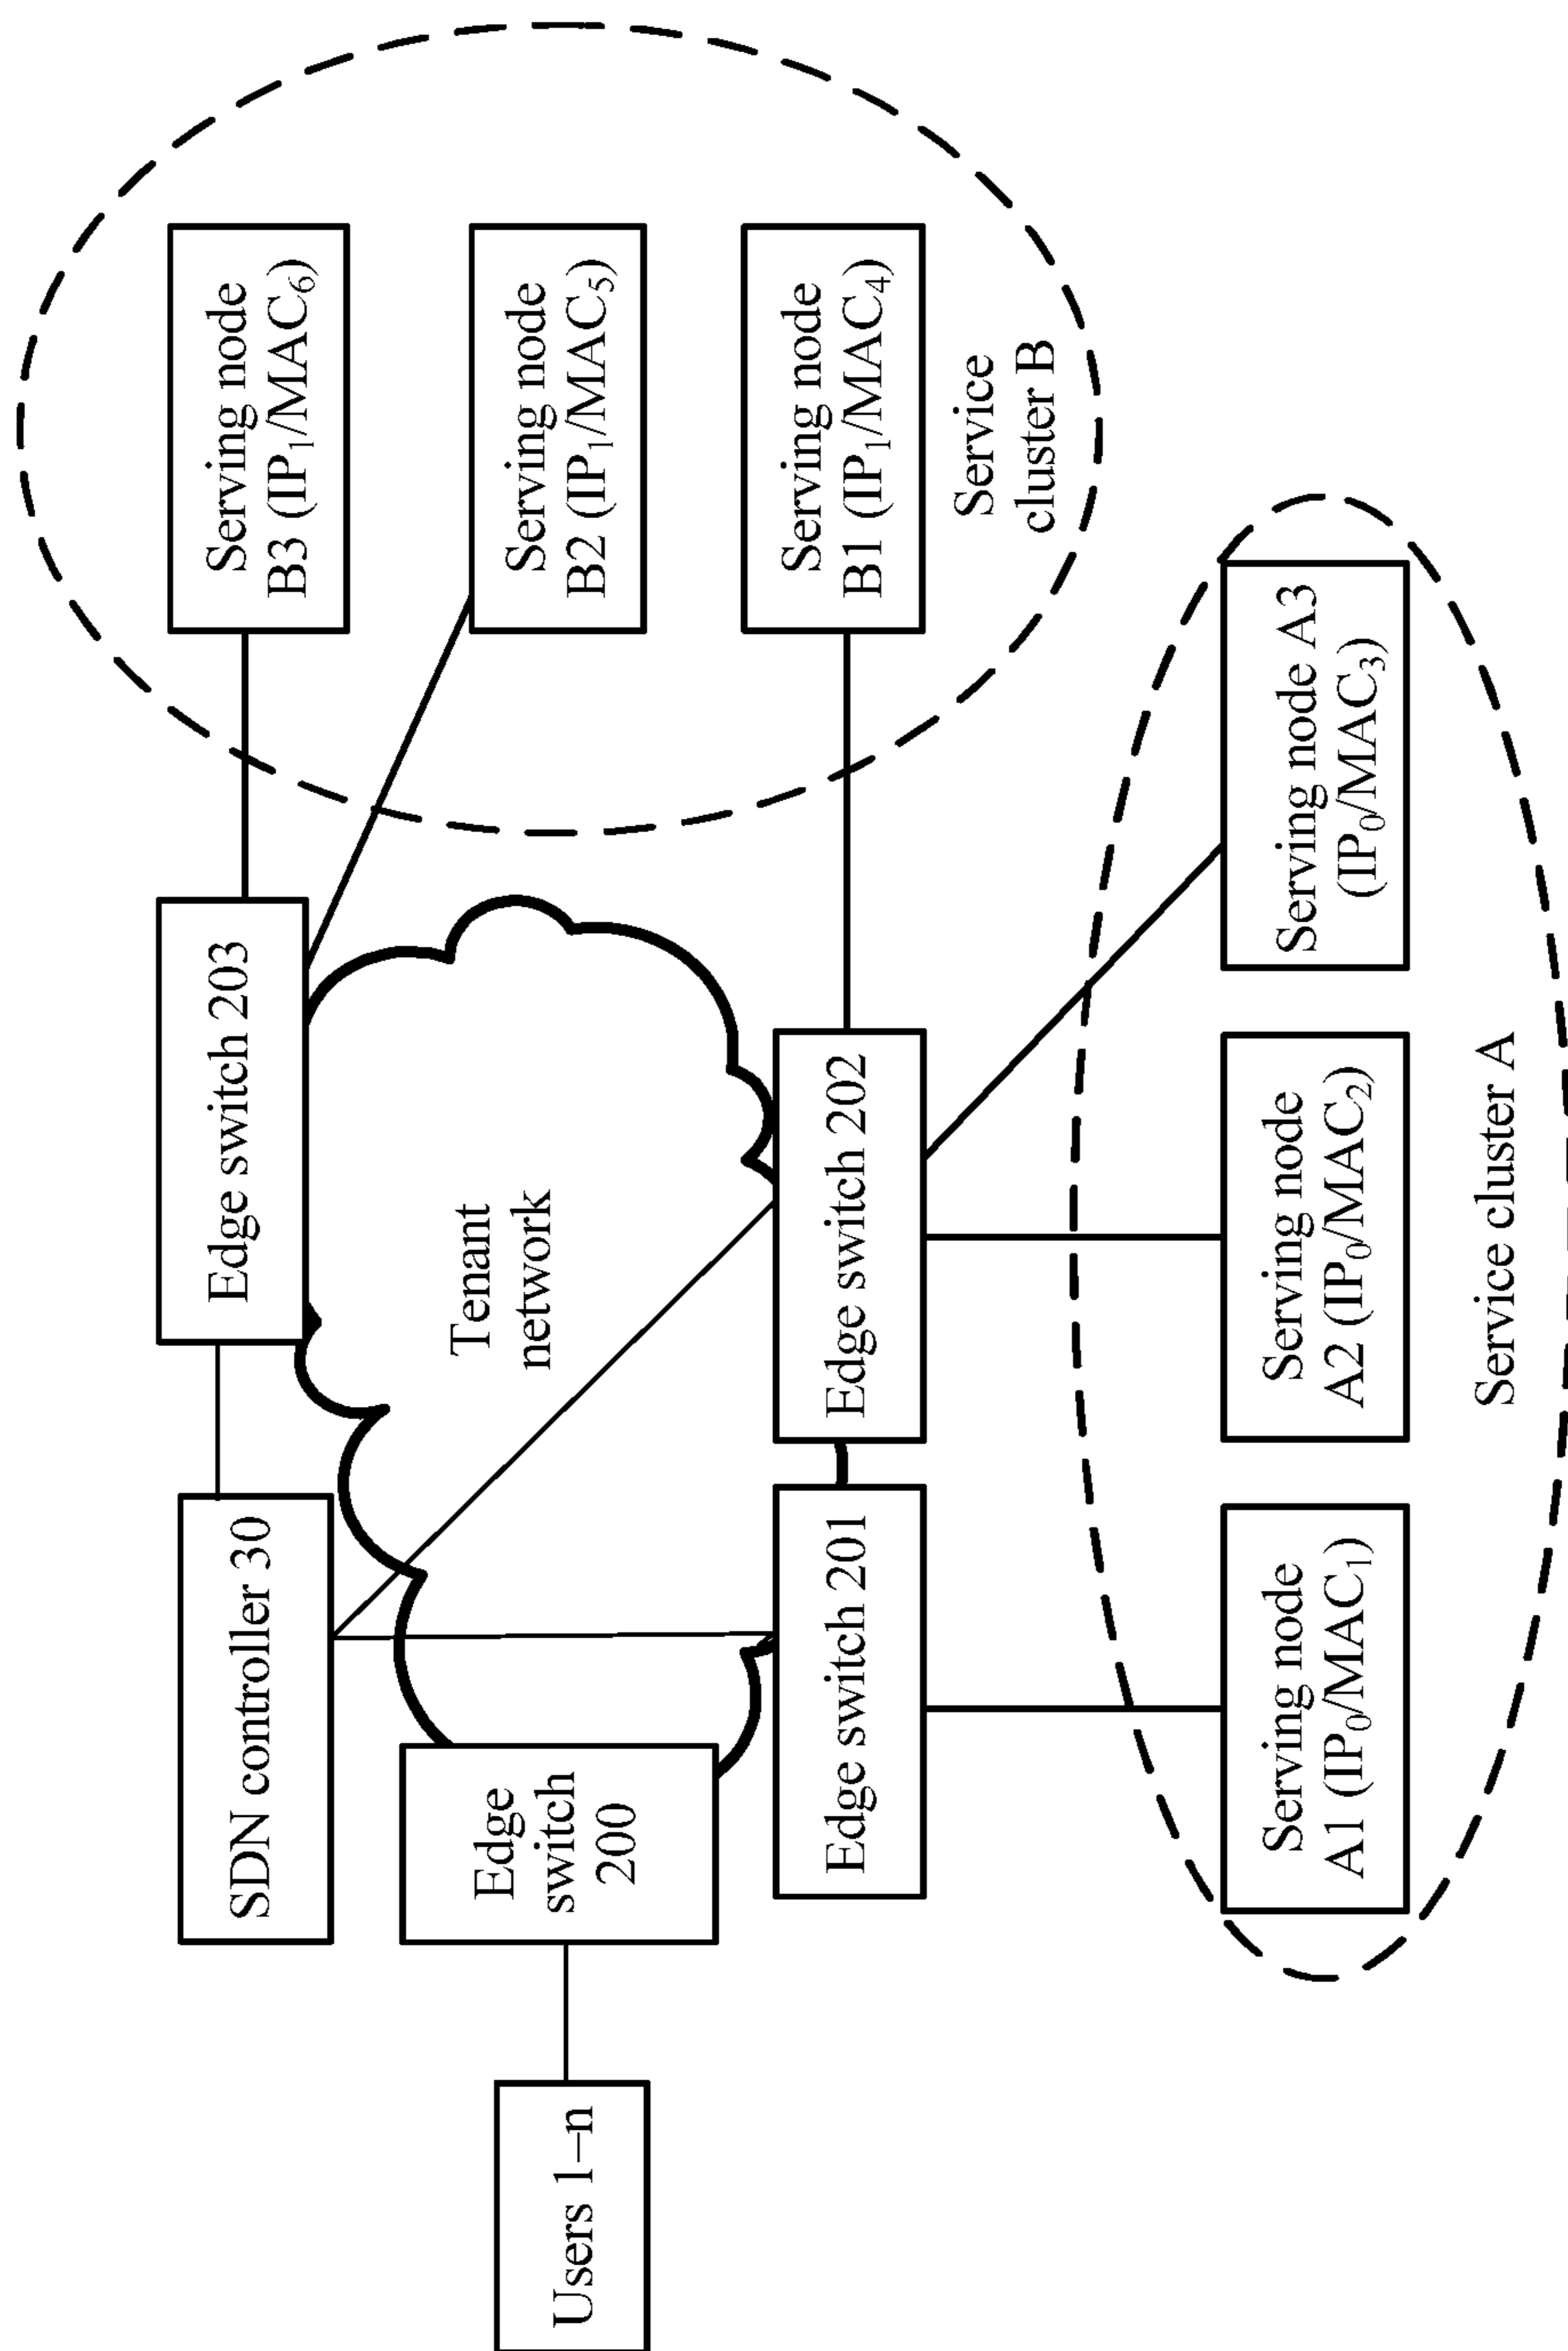 Users 1–n
SDN controller 30
Edge
switch
200
Edge switch 201
Edge switch 202
Edge switch 203
Tenant
network
Serving node
B3 (IP₁/MAC₆)
Serving node
B2 (IP₁/MAC₅)
Serving node
B1 (IP₁/MAC₄)
Service
cluster B
Serving node
A1 (IP₀/MAC₁)
Serving node
A2 (IP₀/MAC₂)
Serving node A3
(IP₀/MAC₃)
Service cluster A